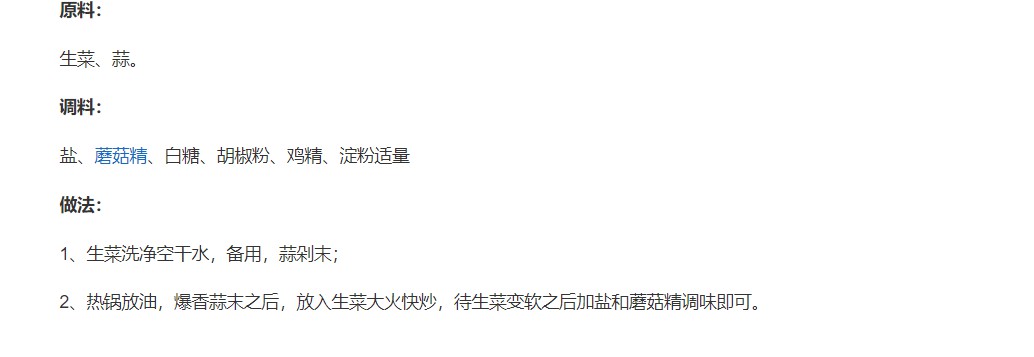 原料：
生菜、蒜。
调料：
盐、蘑菇精、白糖、胡椒粉、鸡精、淀粉适量
做法：
1、生菜洗净空干水，备用，蒜剁末；
2、热锅放油，爆香蒜末之后，放入生菜大火快炒，待生菜变软之后加盐和蘑菇精调味即可。